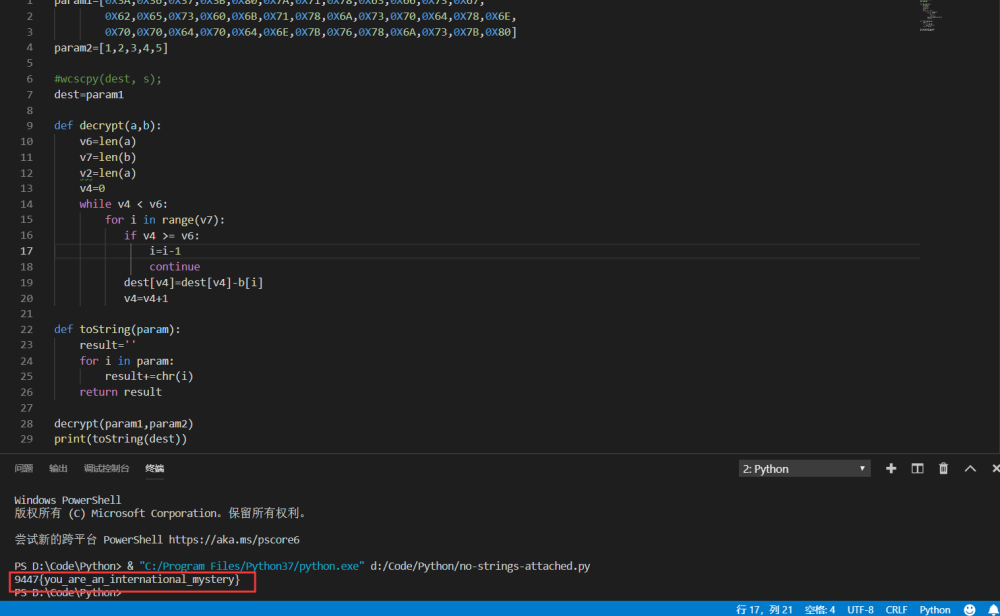 1 param1=[0X3A,0X36,0X37,0X3B,0X80,0X7A,0X71,0X78,0X63,0X66,0X73,0X67,
2 0X62,0X65,0X73,0X60,0X6B,0X71,0X78,0X6A,0X73,0X70,0X64,0X78,0X6E,
3 0X70,0X70,0X64,0X70,0X64,0X6E,0X7B,0X76,0X78,0X6A,0X73,0X7B,0X80]
4 param2=[1,2,3,4,5]
5
6 #wcscpy(dest, s);
7 dest=param1
8
9 def decrypt(a,b):
10 v6=len(a)
11 v7=len(b)
12 v2=len(a)
13 v4=0
14 while v4 < v6:
15 for i in range(v7):
16 if v4 >= v6:
17 i=i-1
18 continue
19 dest[v4]=dest[v4]-b[i]
20 v4=v4+1
21
22 def toString(param):
23 result=''
24 for i in param:
25 result+=chr(i)
26 return result
27
28 decrypt(param1,param2)
29 print(toString(dest))
问题 输出 调试控制台 终端 2: Python
Windows PowerShell
版权所有 (C) Microsoft Corporation。保留所有权利。
尝试新的跨平台 PowerShell https://aka.ms/pscore6
PS D:\Code\Python> & "C:/Program Files/Python37/python.exe" d:/Code/Python/no-strings-attached.py
9447{you_are_an_international_mystery}
PS D:\Code\Python>
行 17, 列 21 空格: 4 UTF-8 CRLF Python